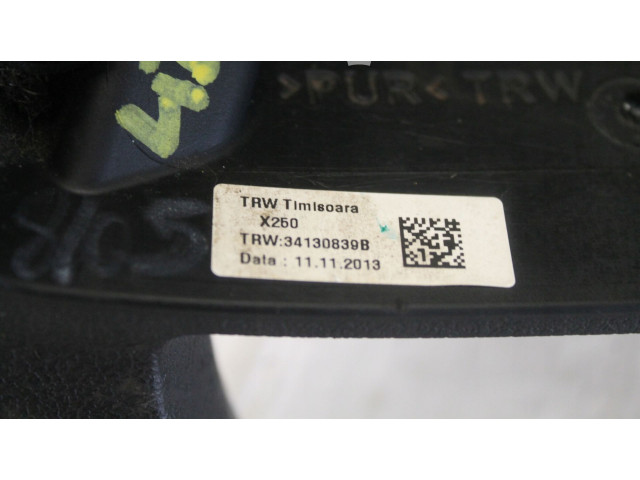 >PUR< TRW
TRW Timisoara
X250
TRW:34130839B
Data : 11.11.2013